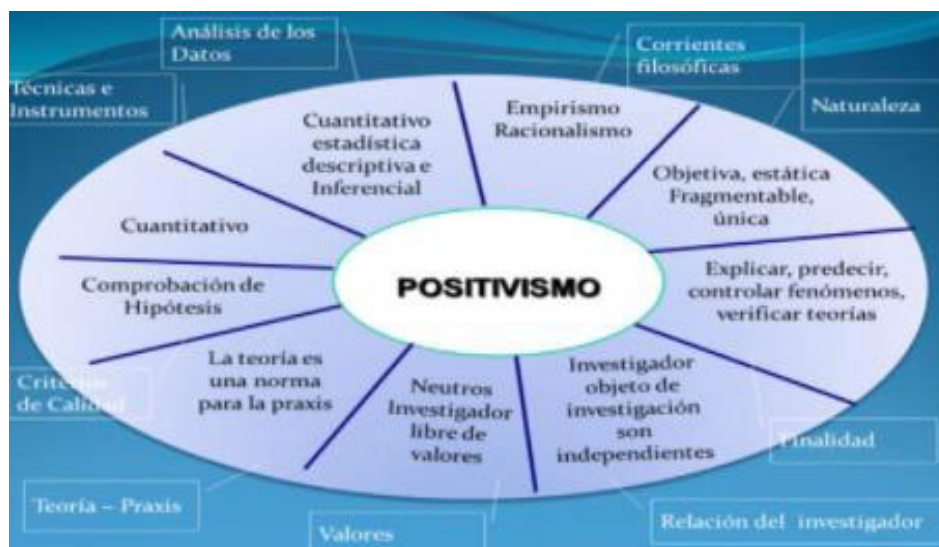 Análisis de los
Datos
Corrientes
filosóficas
Técnicas e
Instrumentos
Naturaleza
Cuantitativo
estadística
descriptiva e
Inferencial
Empirismo
Racionalismo
Objetiva, estática
Fragmentable,
única
Cuantitativo
Comprobación de
Hipótesis
POSITIVISMO
Explicar, predecir,
controlar fenómenos,
verificar teorías
La teoría es
una norma
para la praxis
Neutros
Investigador
libre de
valores
Investigador
objeto de
investigación
son
independientes
Criterios
de Calidad
Finalidad
Teoría – Praxis
Valores
Relación del investigador